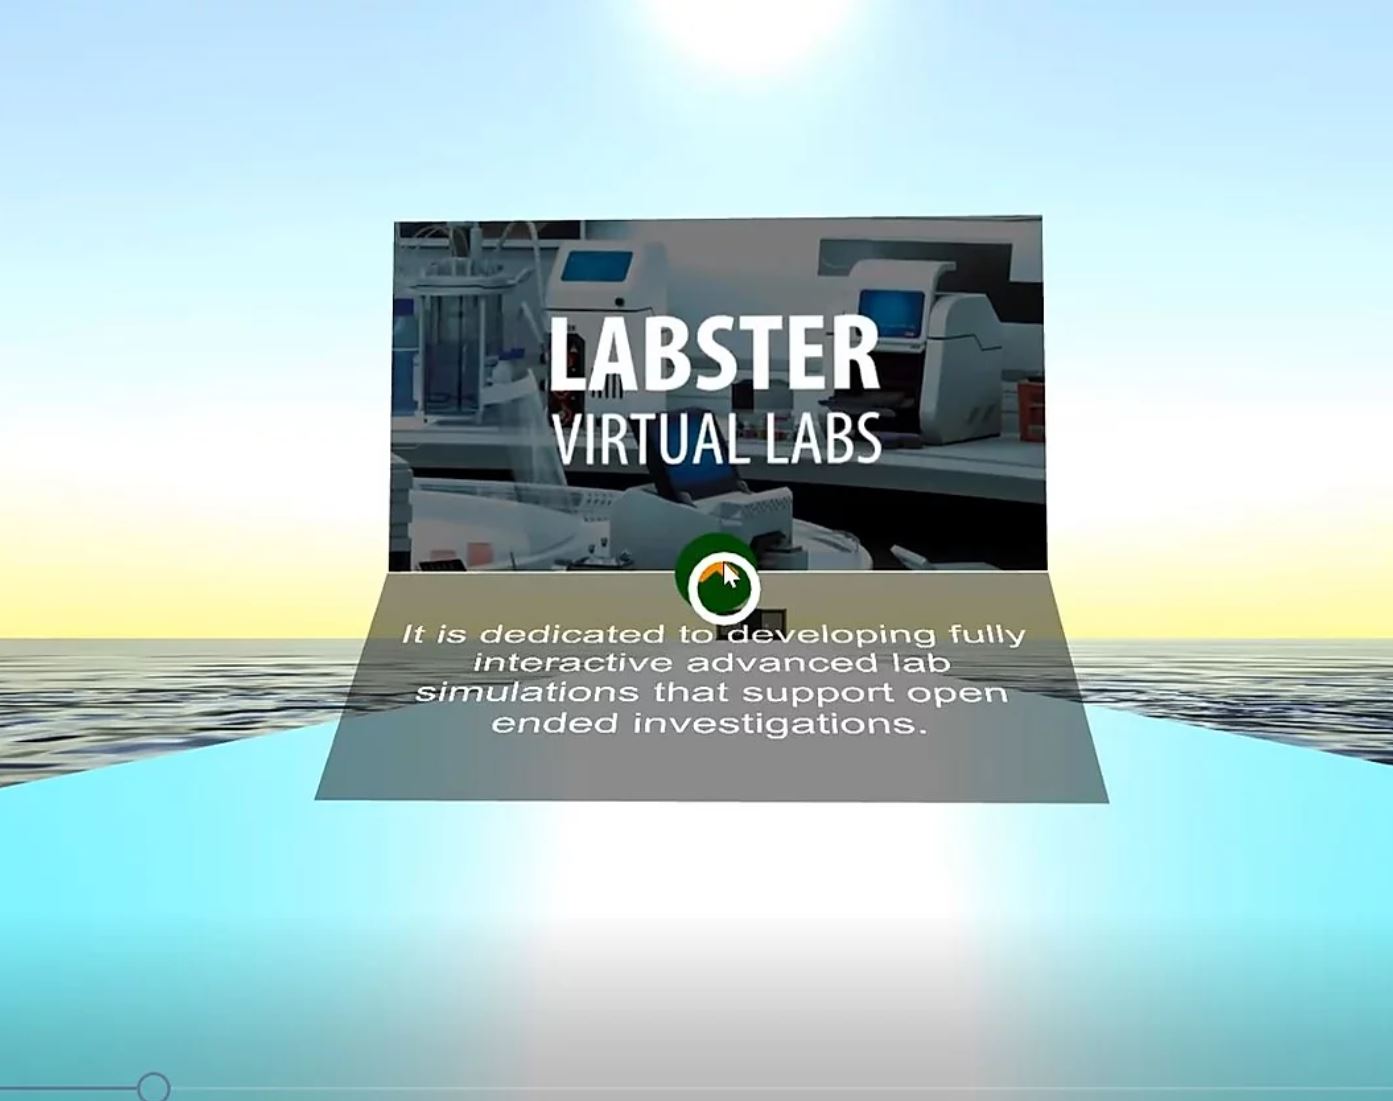 LABSTER
VIRTUAL LABS
It is dedicated to developing fully
interactive advanced lab
simulations that support open
ended investigations.